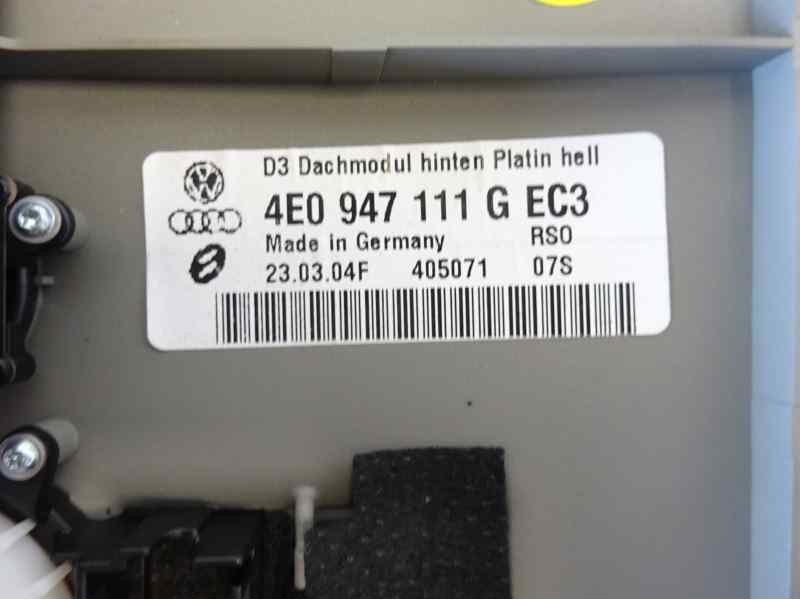 D3 Dachmodul hinten Platin hell
4E0 947 111 G EC3
Made in Germany RSO
23.03.04F 405071 07S